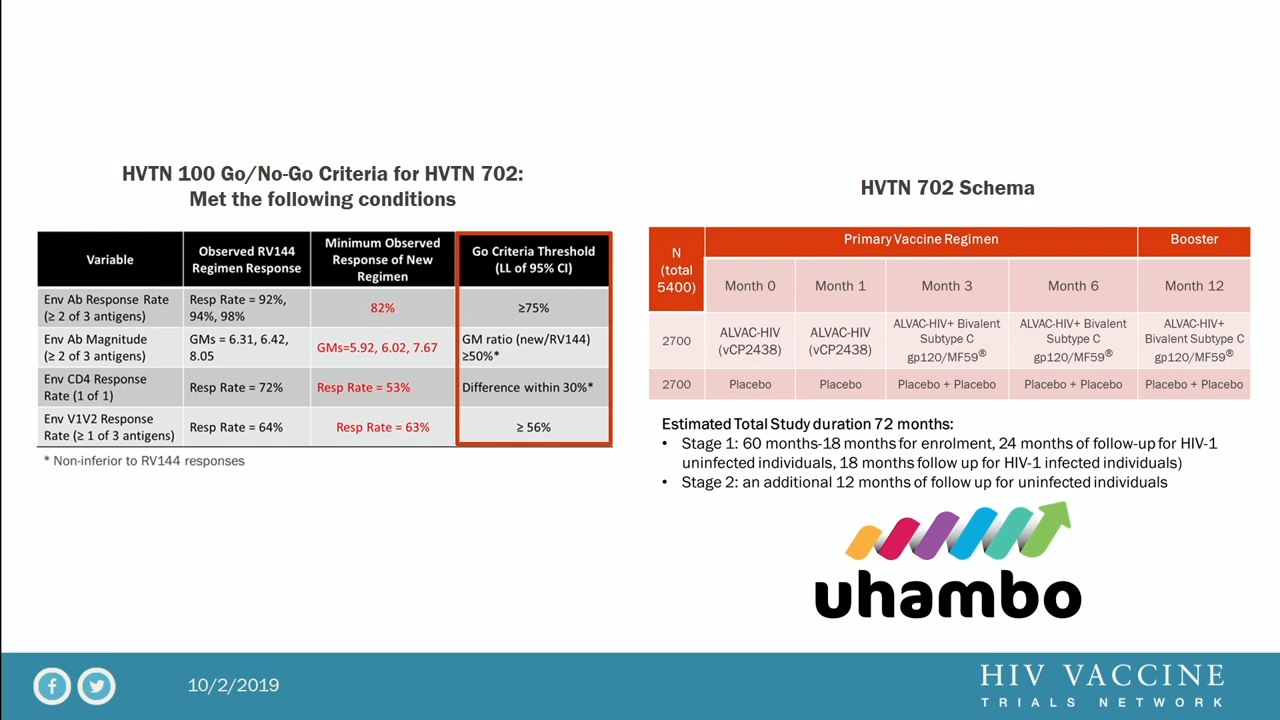 HVTN 100 Go/No-Go Criteria for HVTN 702:
Met the following conditions
Variable
Observed RV144
Regimen Response
Minimum Observed
Response of New
Regimen
Go Criteria Threshold
(LL of 95% CI)
Env Ab Response Rate
(≥ 2 of 3 antigens)
Resp Rate = 92%,
94%, 98%
82%
≥75%
Env Ab Magnitude
(≥ 2 of 3 antigens)
GMs = 6.31, 6.42,
8.05
GMs=5.92, 6.02, 7.67
GM ratio (new/RV144)
≥50%*
Env CD4 Response
Rate (1 of 1)
Resp Rate = 72%
Resp Rate = 53%
Difference within 30%*
Env V1V2 Response
Rate (≥ 1 of 3 antigens)
Resp Rate = 64%
Resp Rate = 63%
≥ 56%
* Non-inferior to RV144 responses
HVTN 702 Schema
N
(total
5400)
Primary Vaccine Regimen
Booster
Month 0
Month 1
Month 3
Month 6
Month 12
2700
ALVAC-HIV
(vCP2438)
ALVAC-HIV
(vCP2438)
ALVAC-HIV+ Bivalent
Subtype C
gp120/MF59®
ALVAC-HIV+ Bivalent
Subtype C
gp120/MF59®
ALVAC-HIV+
Bivalent Subtype C
gp120/MF59®
2700
Placebo
Placebo
Placebo + Placebo
Placebo + Placebo
Placebo + Placebo
Estimated Total Study duration 72 months:
• Stage 1: 60 months-18 months for enrolment, 24 months of follow-up for HIV-1
uninfected individuals, 18 months follow up for HIV-1 infected individuals)
• Stage 2: an additional 12 months of follow up for uninfected individuals
uhambo
10/2/2019
HIV VACCINE
TRIALS NETWORK